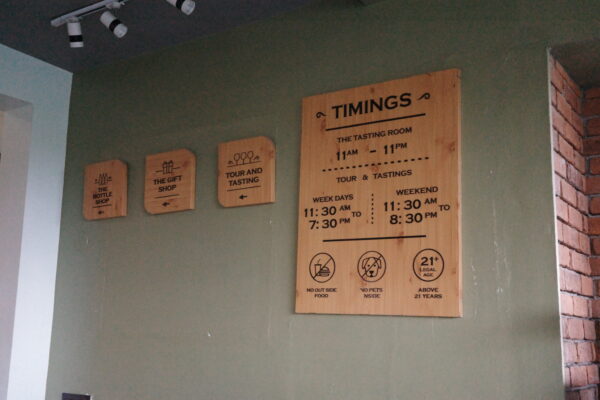 THE
BOTTLE
SHOP
THE GIFT
SHOP
TOUR AND
TASTING
TIMINGS
THE TASTING ROOM
11AM - 11PM
TOUR & TASTINGS
WEEK DAYS
11:30 AM TO
7:30 PM
WEEKEND
11:30 AM TO
8:30 PM
NO OUT SIDE
FOOD
NO PETS
INSIDE
21+
LEGAL
AGE
ABOVE
21 YEARS